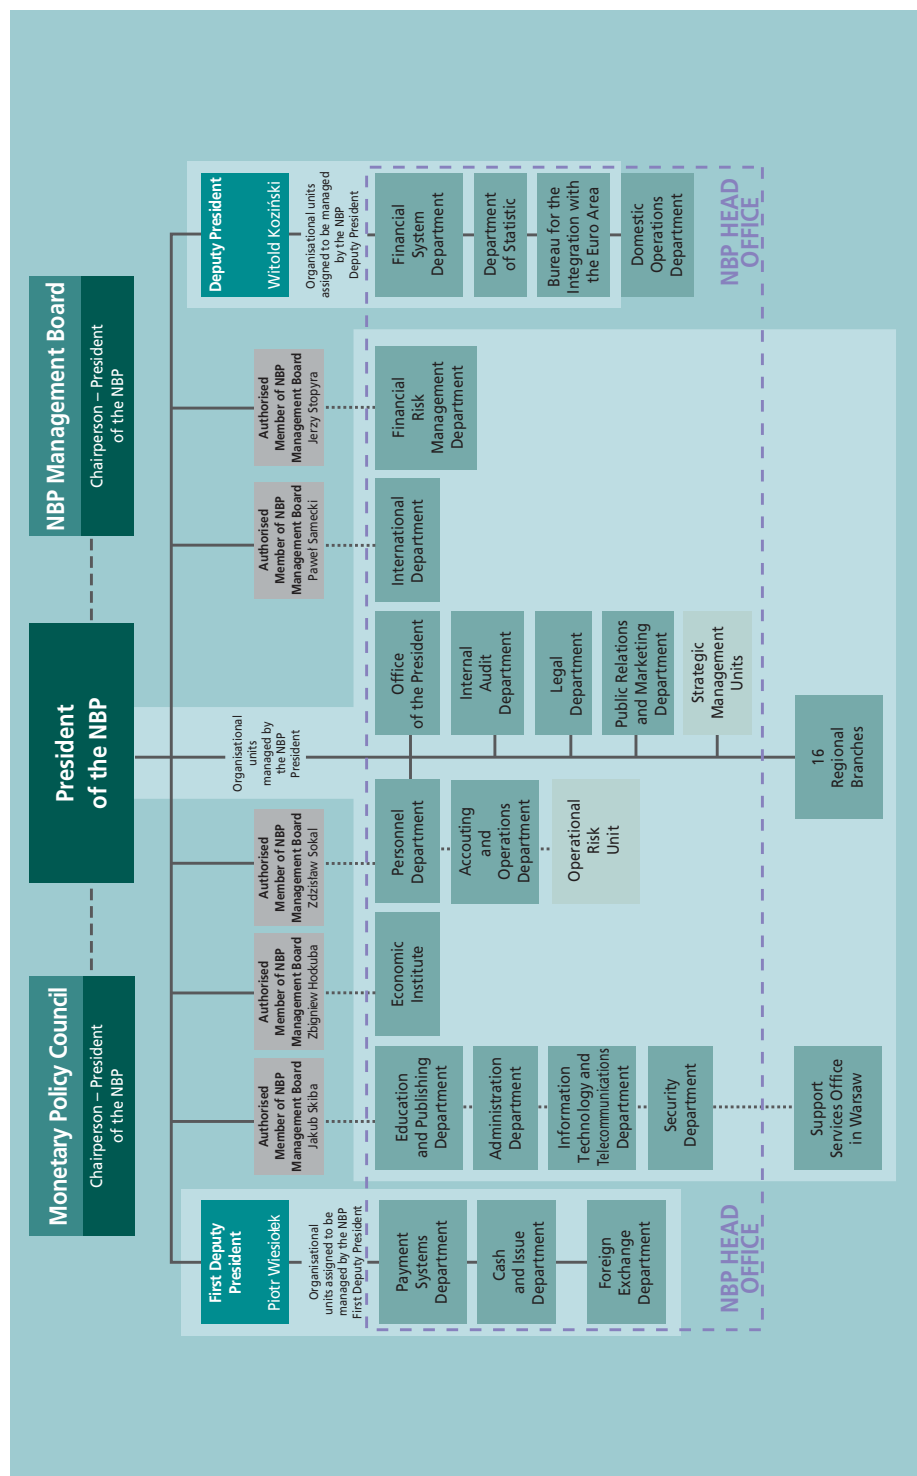 Monetary Policy Council
Chairperson – President
of the NBP
President
of the NBP
NBP Management Board
Chairperson – President
of the NBP
First Deputy
President
Piotr Wiesiołek
Organisational
units assigned to be
managed by the NBP
First Deputy President
Payment
Systems
Department
Cash
and Issue
Department
Foreign
Exchange
Department
NBP HEAD
OFFICE
Authorised
Member of NBP
Management Board
Jakub Skiba
Education
and Publishing
Department
Administration
Department
Information
Technology and
Telecommunications
Department
Security
Department
Support
Services Office
in Warsaw
Authorised
Member of NBP
Management Board
Zbigniew Hockuba
Economic
Institute
Authorised
Member of NBP
Management Board
Zdzisław Sokal
Personnel
Department
Accouting
and
Operations
Department
Operational
Risk
Unit
Organisational
units
managed by
the NBP
President
Office
of the President
Internal
Audit
Department
Legal
Department
Public Relations
and Marketing
Department
Strategic
Management
Units
16
Regional
Branches
Authorised
Member of NBP
Management Board
Paweł Samecki
International
Department
Authorised
Member of NBP
Management Board
Jerzy Stopyra
Financial
Risk
Management
Department
Deputy President
Witold Koziński
Organisational units
assigned to be managed
by the NBP
Deputy President
Financial
System
Department
Department
of Statistic
Bureau for the
Integration with
the Euro Area
Domestic
Operations
Department
NBP HEAD
OFFICE